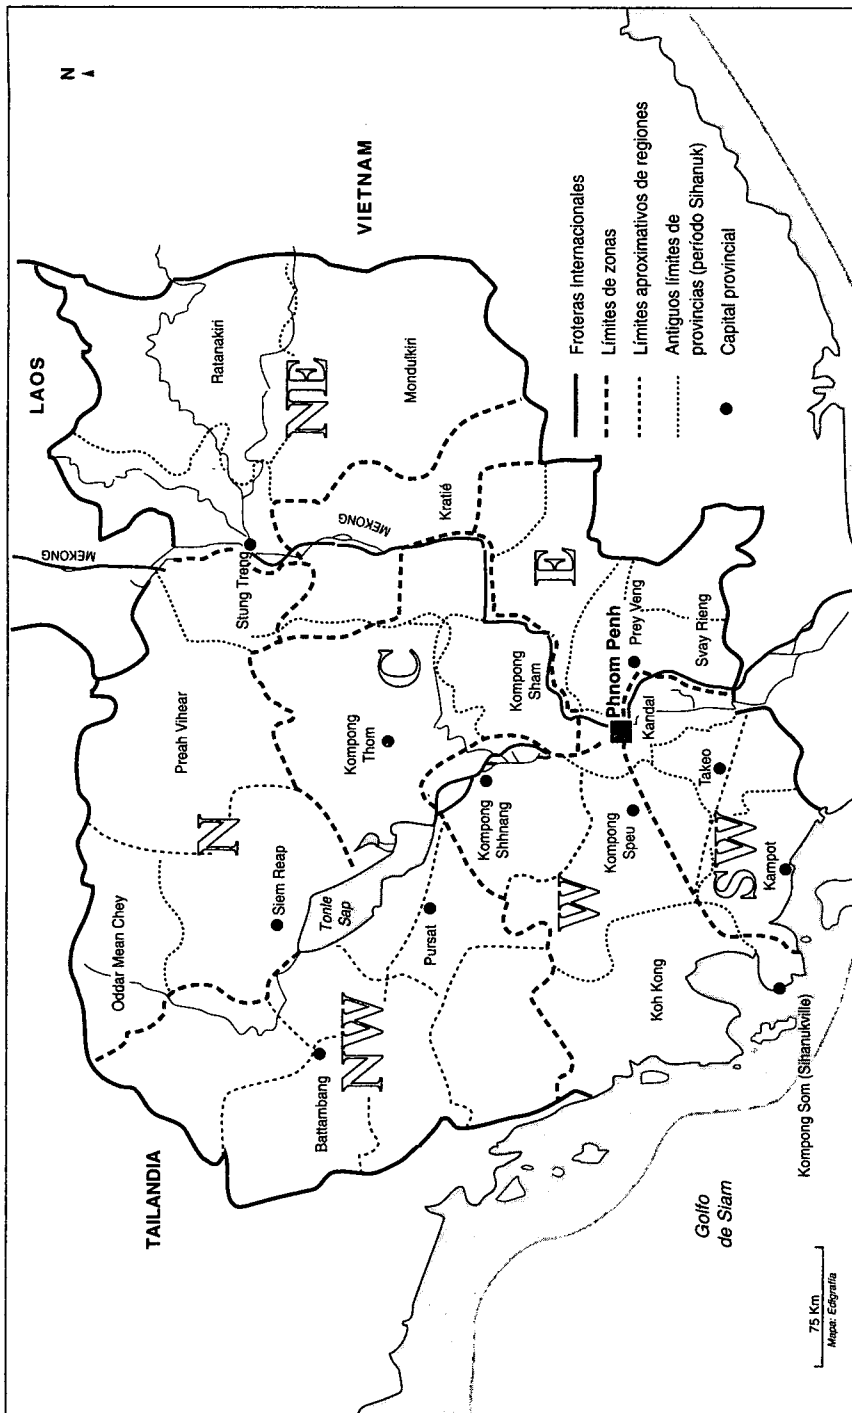 N
LAOS
VIETNAM
TAILANDIA
MEKONG
Ratanakiri
Stung Treng
NE
Oddar Mean Chey
Preah Vihear
N
Siem Reap
Mondulkiri
MEKONG
Kratié
Kompong
Thom
C
Tonle
Sap
Battambang
NW
Pursat
Kompong
Shhnang
Kompong
Sham
E
W
Kompong
Speu
Phnom Penh
Prey Veng
Kandal
Svay Rieng
Koh Kong
Takeo
SW
Kampot
Kompong Som (Sihanukville)
Golfo
de Siam
Froteras Internacionales
Límites de zonas
Límites aproximativos de regiones
Antiguos límites de
provincias (período Sihanuk)
Capital provincial
75 Km
Mapa: Edigrafía